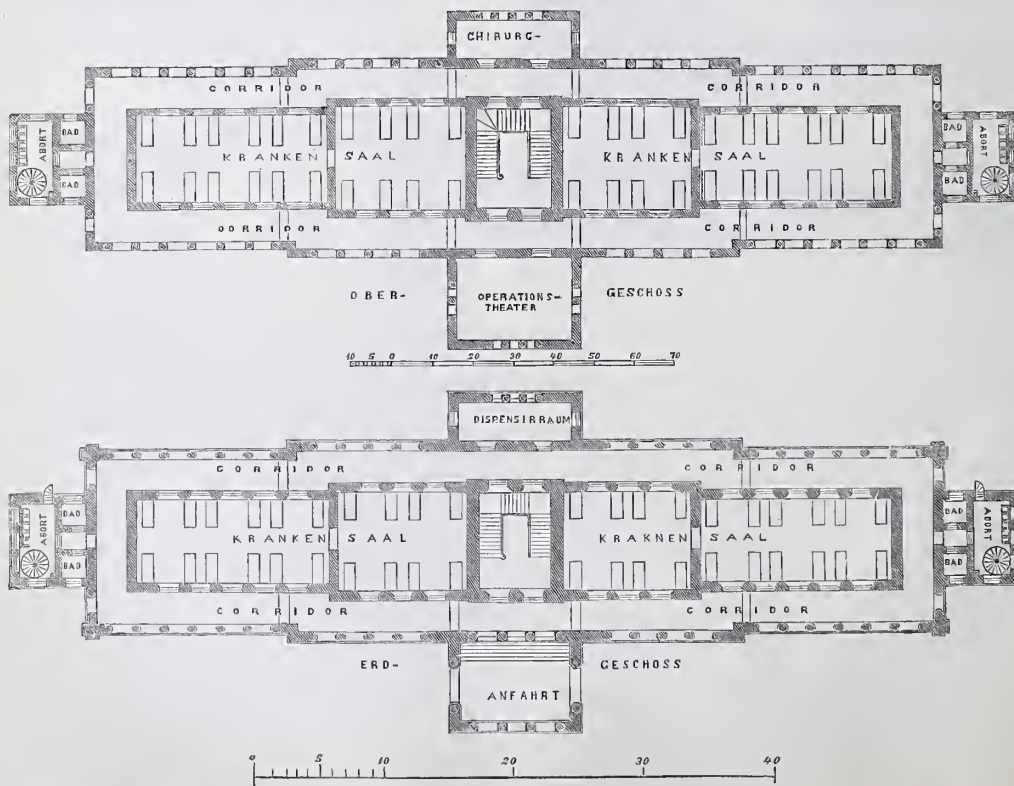 CHIRURG-
CORRIDOR CORRIDOR
ABORT BAD BAD ABORT
KRANKEN SAAL KRANKEN SAAL
BAD BAD
OORRIDOR CORRIDOR
OBER- OPERATIONS- GESCHOSS
THEATER
10 5 0 10 20 30 40 50 60 70
DISPENSIRRAUM
CORRIDOR CORRIDOR
ABORT BAD BAD ABORT
KRANKEN SAAL KRAKNEN SAAL
BAD BAD
CORRIDOR CORRIDOR
ERD- GESCHOSS
ANFAHRT
0 5 10 20 30 40